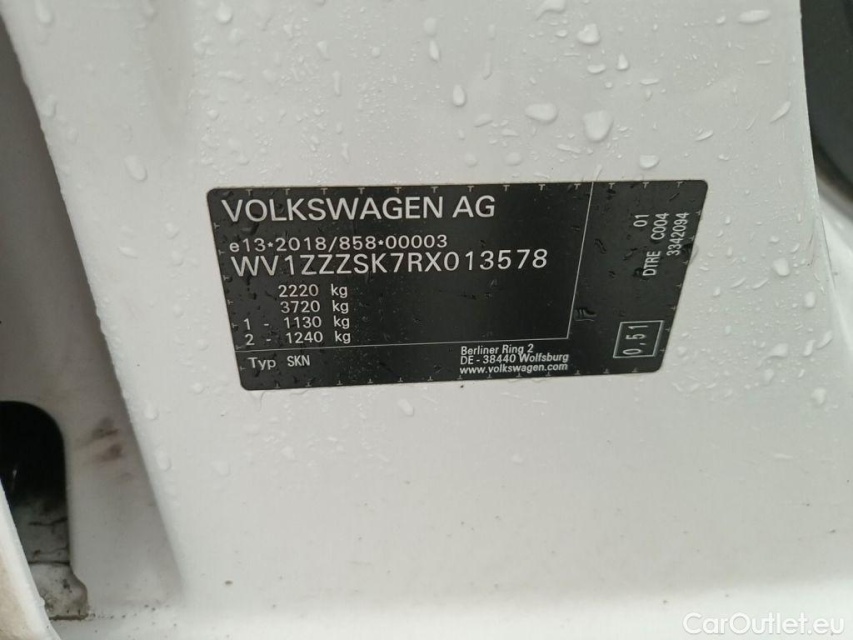 VOLKSWAGEN AG
e13*2018/858*00003
WV1ZZZSK7RX013578
2220 kg
3720 kg
1 - 1130 kg
2 - 1240 kg
Typ SKN
Berliner Ring 2
DE - 38440 Wolfsburg
www.volkswagen.com
01
DTRE C004
3342094
0,51
CarOutlet.eu